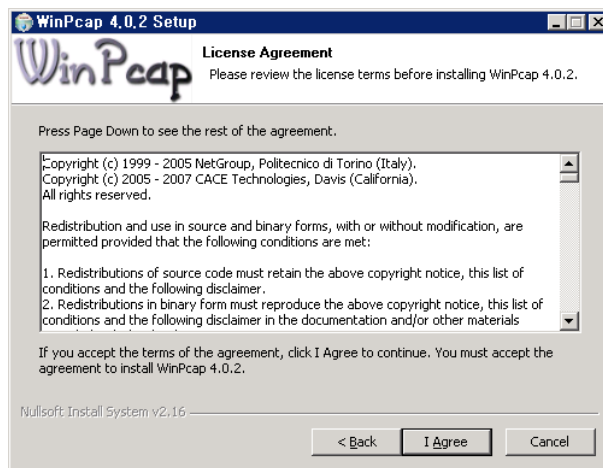 WinPcap 4.0.2 Setup
WinPcap
License Agreement
Please review the license terms before installing WinPcap 4.0.2.
Press Page Down to see the rest of the agreement.
Copyright (c) 1999 - 2005 NetGroup, Politecnico di Torino (Italy).
Copyright (c) 2005 - 2007 CACE Technologies, Davis (California).
All rights reserved.
Redistribution and use in source and binary forms, with or without modification, are
permitted provided that the following conditions are met:
1. Redistributions of source code must retain the above copyright notice, this list of
conditions and the following disclaimer.
2. Redistributions in binary form must reproduce the above copyright notice, this list of
conditions and the following disclaimer in the documentation and/or other materials
If you accept the terms of the agreement, click I Agree to continue. You must accept the
agreement to install WinPcap 4.0.2.
Nullsoft Install System v2.16
< Back
I Agree
Cancel